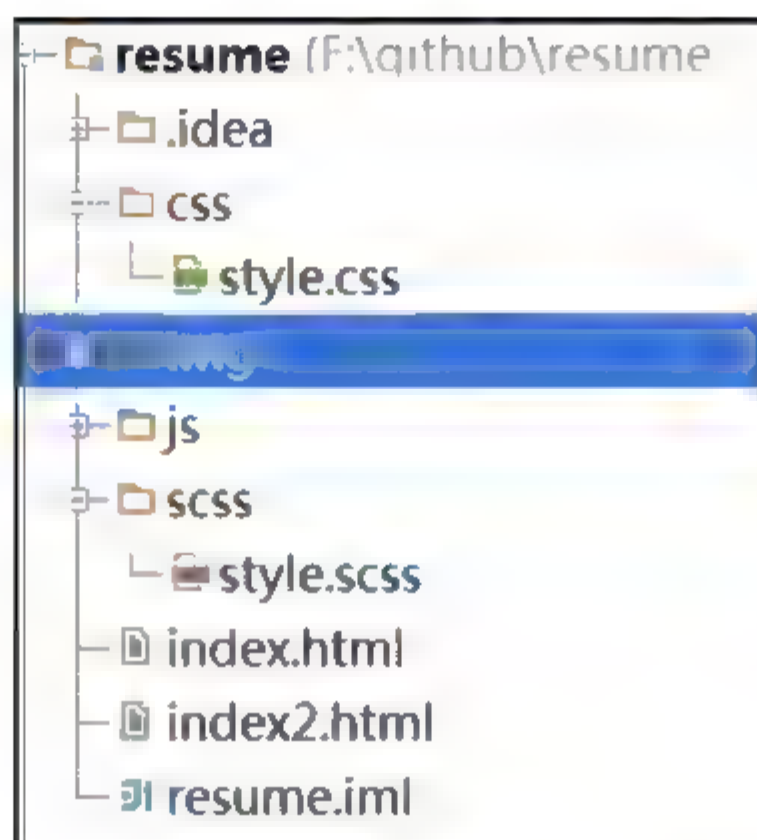 resume (F:\github\resume
.idea
css
style.css
js
scss
style.scss
index.html
index2.html
resume.iml